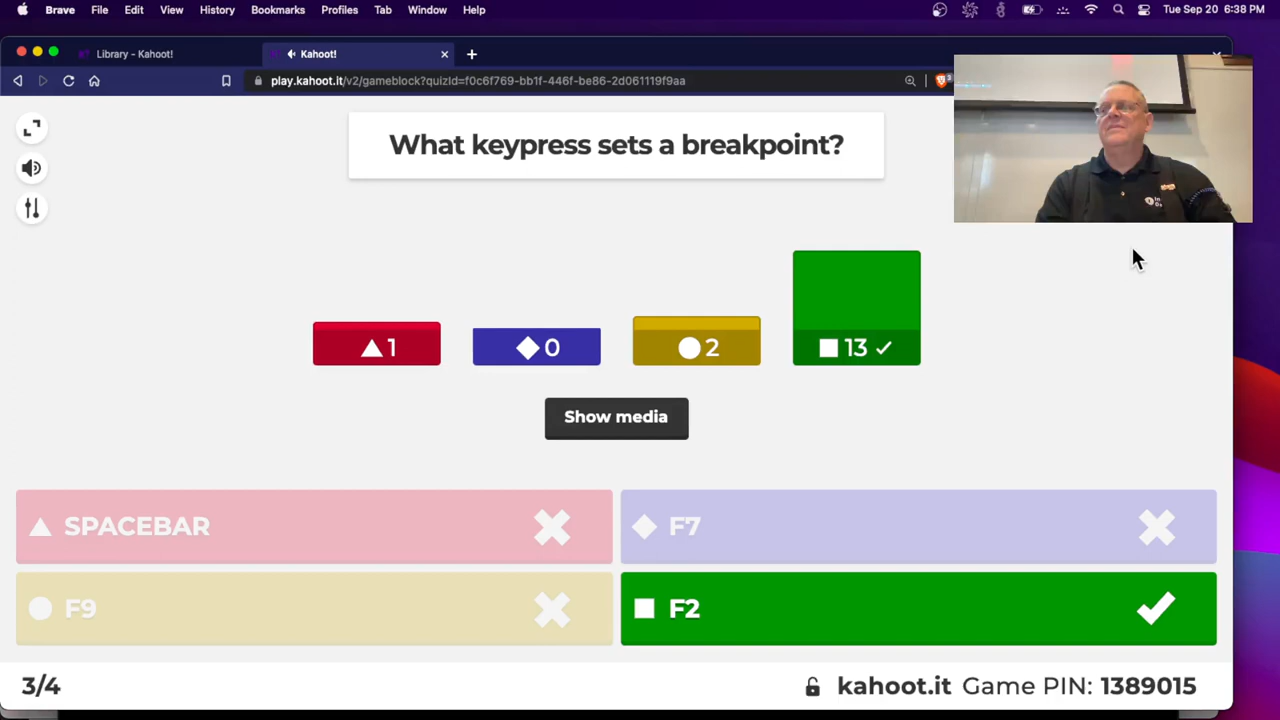 Brave File Edit View History Bookmarks Profiles Tab Window Help Tue Sep 20 6:38 PM
Library - Kahoot! Kahoot!
play.kahoot.it/v2/gameblock?quizId=f0c6f769-bb1f-446f-be86-2d061119f9aa
What keypress sets a breakpoint?
1 0 2 13
Show media
SPACEBAR F7
F9 F2
3/4 kahoot.it Game PIN: 1389015